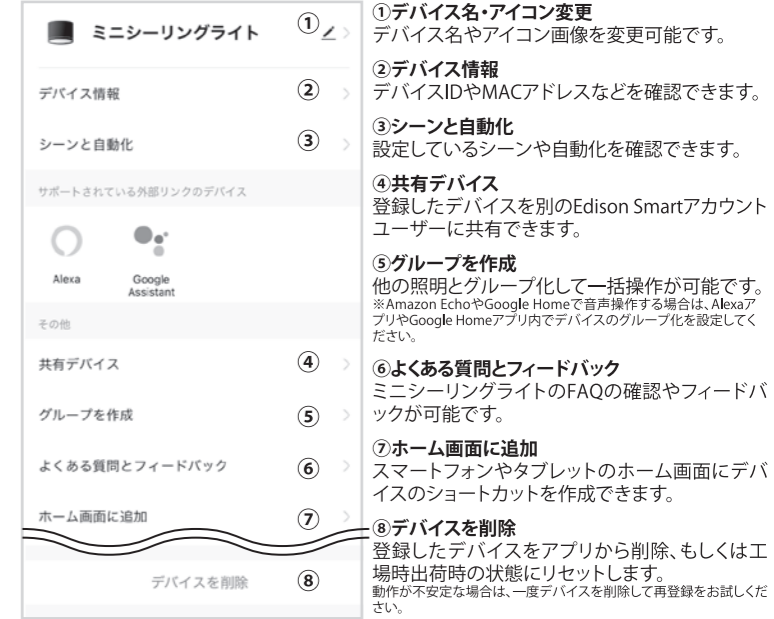 ミニシーリングライト ①
デバイス情報 ②
シーンと自動化 ③
サポートされている外部リンクのデバイス
Alexa
Google
Assistant
その他
共有デバイス ④
グループを作成 ⑤
よくある質問とフィードバック ⑥
ホーム画面に追加 ⑦
デバイスを削除 ⑧
①デバイス名・アイコン変更
デバイス名やアイコン画像を変更可能です。
②デバイス情報
デバイスIDやMACアドレスなどを確認できます。
③シーンと自動化
設定しているシーンや自動化を確認できます。
④共有デバイス
登録したデバイスを別のEdison Smartアカウント
ユーザーに共有できます。
⑤グループを作成
他の照明とグループ化して一括操作が可能です。
※Amazon EchoやGoogle Homeで音声操作する場合は、Alexaア
プリやGoogle Homeアプリ内でデバイスのグループ化を設定してく
ださい。
⑥よくある質問とフィードバック
ミニシーリングライトのFAQの確認やフィードバ
ックが可能です。
⑦ホーム画面に追加
スマートフォンやタブレットのホーム画面にデバ
イスのショートカットを作成できます。
⑧デバイスを削除
登録したデバイスをアプリから削除、もしくは工
場時出荷時の状態にリセットします。
動作が不安定な場合は、一度デバイスを削除して再登録をお試しくだ
さい。